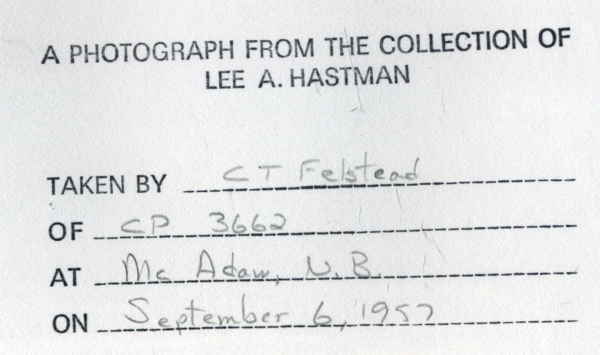 A PHOTOGRAPH FROM THE COLLECTION OF
LEE A. HASTMAN
TAKEN BY CT Felstead
OF CP 3662
AT Mc Adam, N.B.
ON September 6, 1957